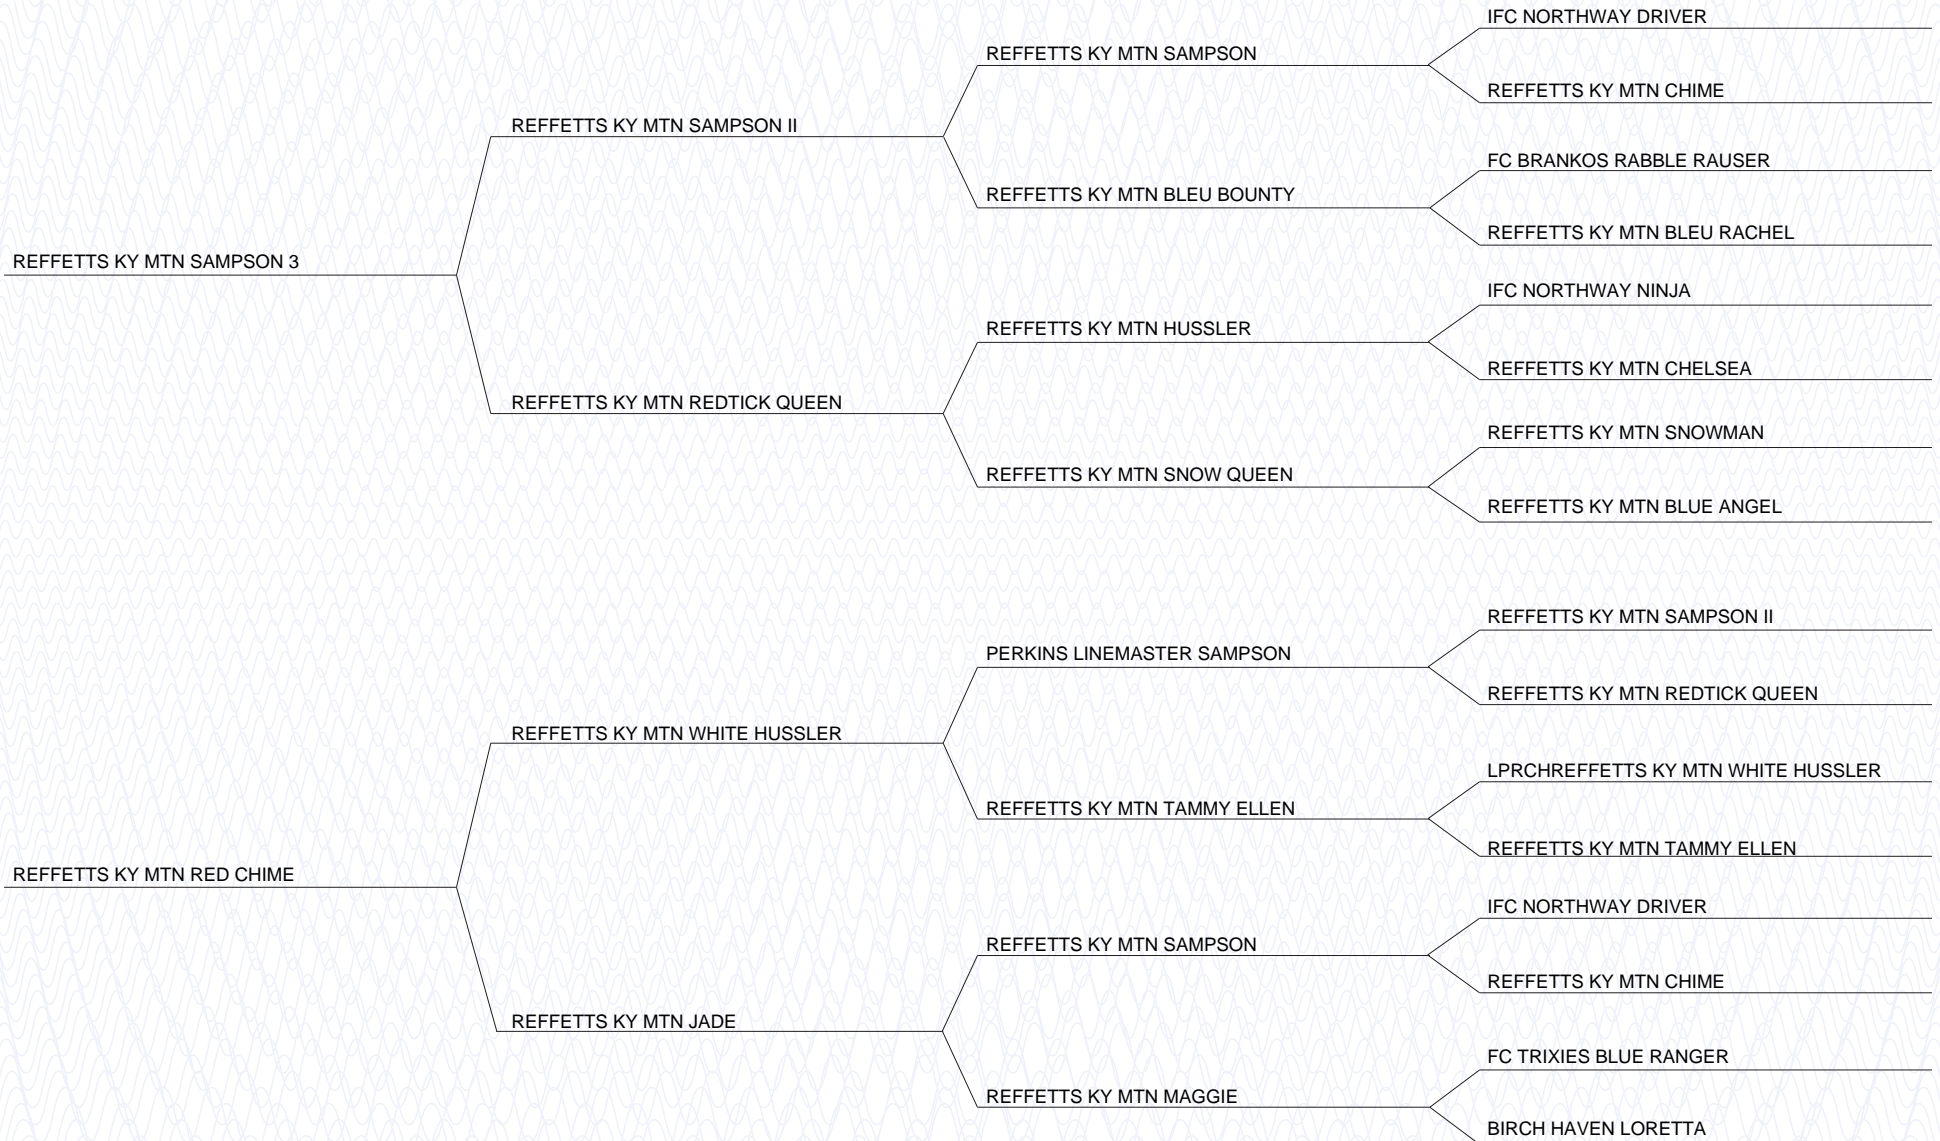 IFC NORTHWAY DRIVER
REFFETTS KY MTN SAMPSON
REFFETTS KY MTN CHIME
REFFETTS KY MTN SAMPSON II
FC BRANKOS RABBLE RAUSER
REFFETTS KY MTN BLEU BOUNTY
REFFETTS KY MTN BLEU RACHEL
REFFETTS KY MTN SAMPSON 3
IFC NORTHWAY NINJA
REFFETTS KY MTN HUSSLER
REFFETTS KY MTN CHELSEA
REFFETTS KY MTN REDTICK QUEEN
REFFETTS KY MTN SNOWMAN
REFFETTS KY MTN SNOW QUEEN
REFFETTS KY MTN BLUE ANGEL
REFFETTS KY MTN SAMPSON II
PERKINS LINEMASTER SAMPSON
REFFETTS KY MTN REDTICK QUEEN
REFFETTS KY MTN WHITE HUSSLER
LPRCHREFFETTS KY MTN WHITE HUSSLER
REFFETTS KY MTN TAMMY ELLEN
REFFETTS KY MTN TAMMY ELLEN
REFFETTS KY MTN RED CHIME
IFC NORTHWAY DRIVER
REFFETTS KY MTN SAMPSON
REFFETTS KY MTN CHIME
REFFETTS KY MTN JADE
FC TRIXIES BLUE RANGER
REFFETTS KY MTN MAGGIE
BIRCH HAVEN LORETTA